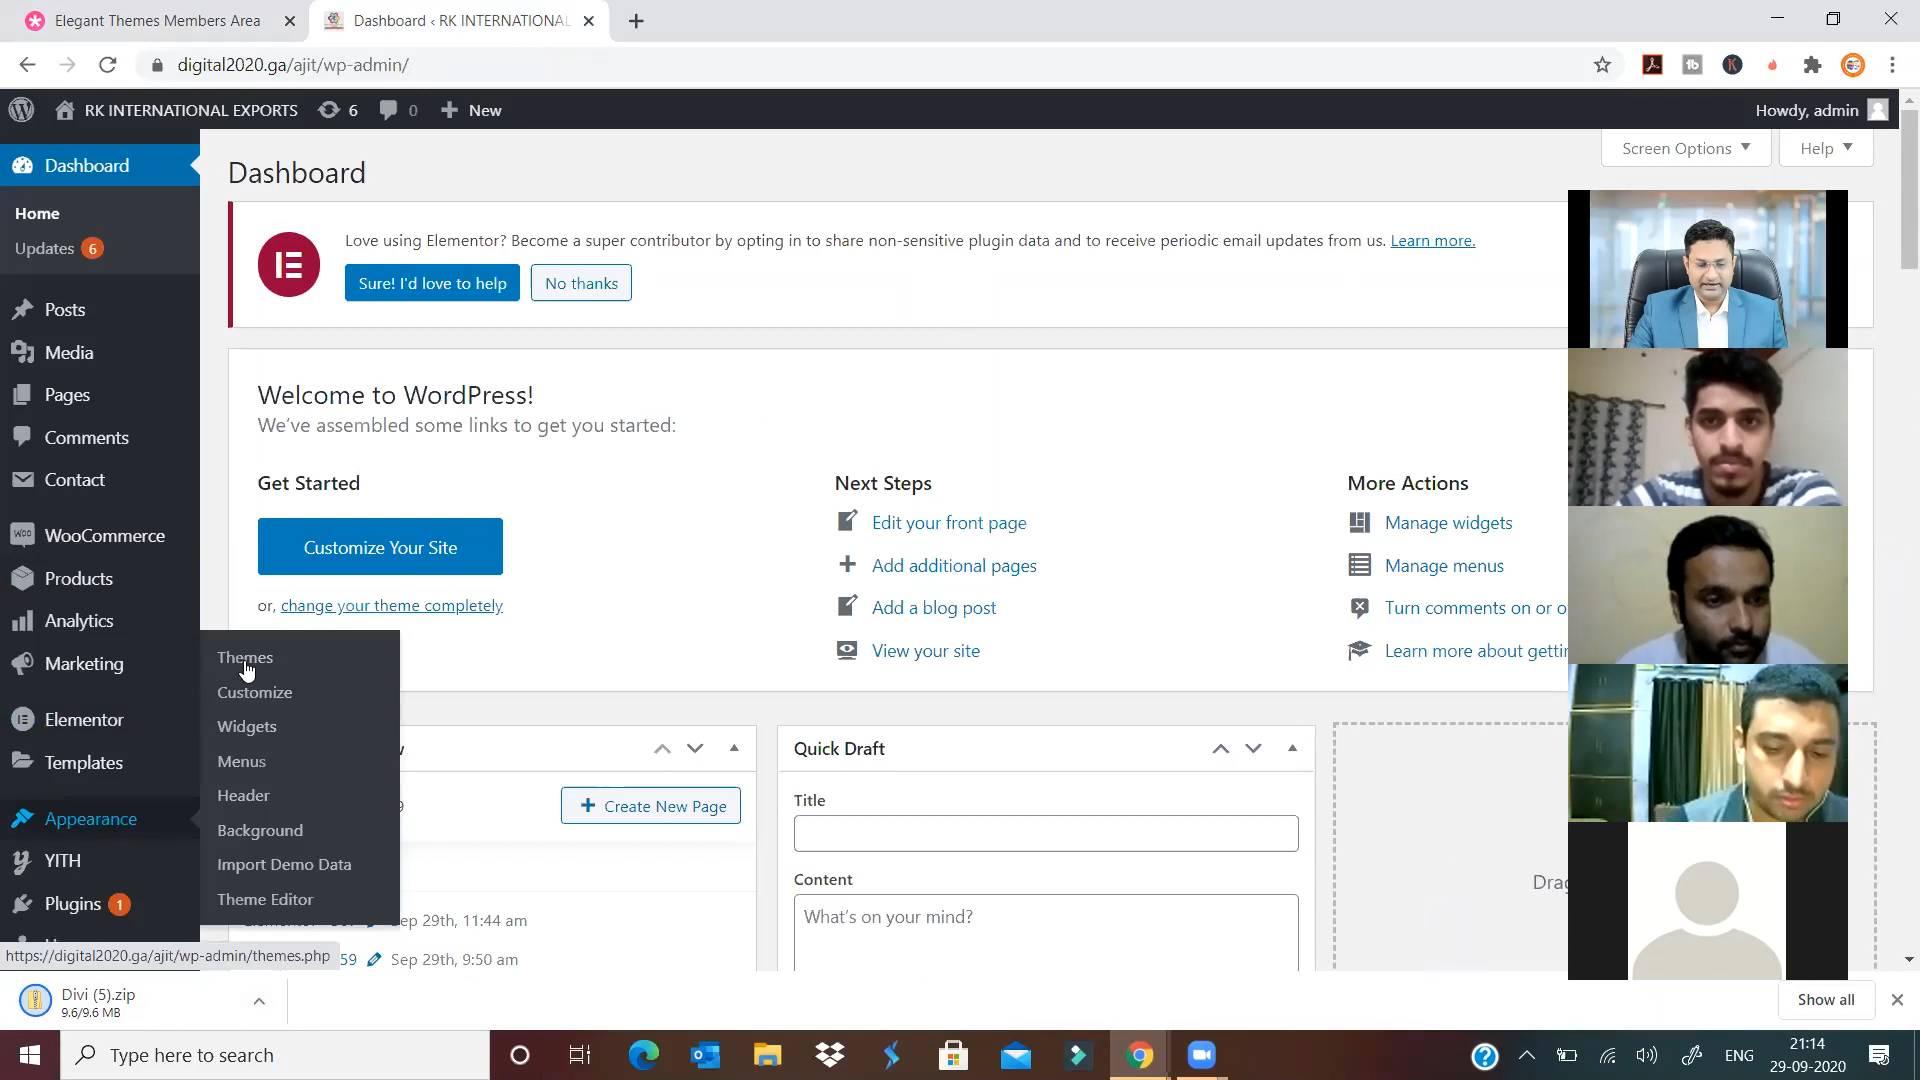 Elegant Themes Members Area
Dashboard ‹ RK INTERNATIONAL
digital2020.ga/ajit/wp-admin/
RK INTERNATIONAL EXPORTS
6
0
New
Howdy, admin
Dashboard
Home
Updates 6
Posts
Media
Pages
Comments
Contact
WooCommerce
Products
Analytics
Marketing
Elementor
Templates
Appearance
YITH
Plugins 1
Themes
Customize
Widgets
Menus
Header
Background
Import Demo Data
Theme Editor
Dashboard
Screen Options
Help
Love using Elementor? Become a super contributor by opting in to share non-sensitive plugin data and to receive periodic email updates from us. Learn more.
Sure! I'd love to help
No thanks
Welcome to WordPress!
We've assembled some links to get you started:
Get Started
Customize Your Site
or, change your theme completely
Next Steps
Edit your front page
Add additional pages
Add a blog post
View your site
More Actions
Manage widgets
Manage menus
Turn comments on or o
Learn more about gettin
Create New Page
ep 29th, 11:44 am
59 Sep 29th, 9:50 am
Quick Draft
Title
Content
What's on your mind?
Drag
https://digital2020.ga/ajit/wp-admin/themes.php
Divi (5).zip
9.6/9.6 MB
Show all
Type here to search
ENG
21:14
29-09-2020